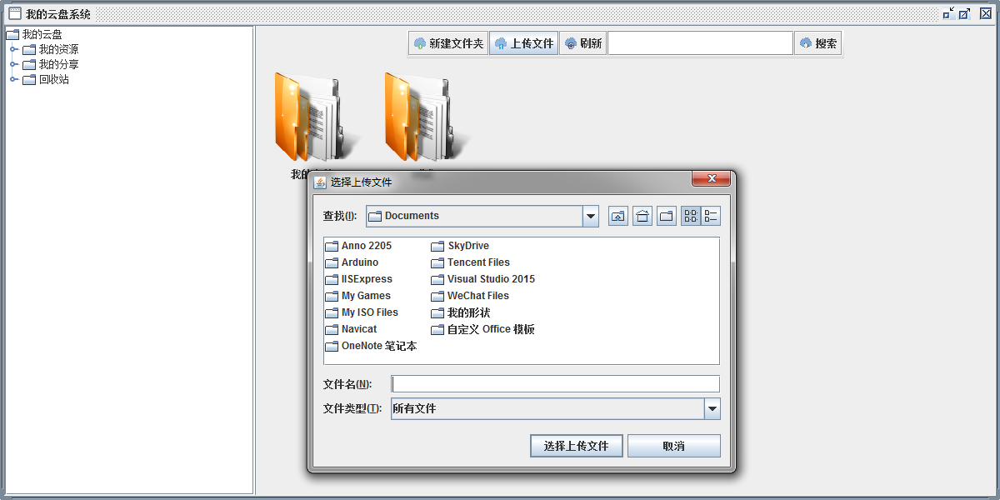 我的云盘系统
我的云盘
我的资源
我的分享
回收站
新建文件夹 上传文件 刷新 搜索
我的
选择上传文件
查找(I): Documents
Anno 2205 SkyDrive
Arduino Tencent Files
IISExpress Visual Studio 2015
My Games WeChat Files
My ISO Files 我的形状
Navicat 自定义 Office 模板
OneNote 笔记本
文件名(N):
文件类型(T): 所有文件
选择上传文件 取消